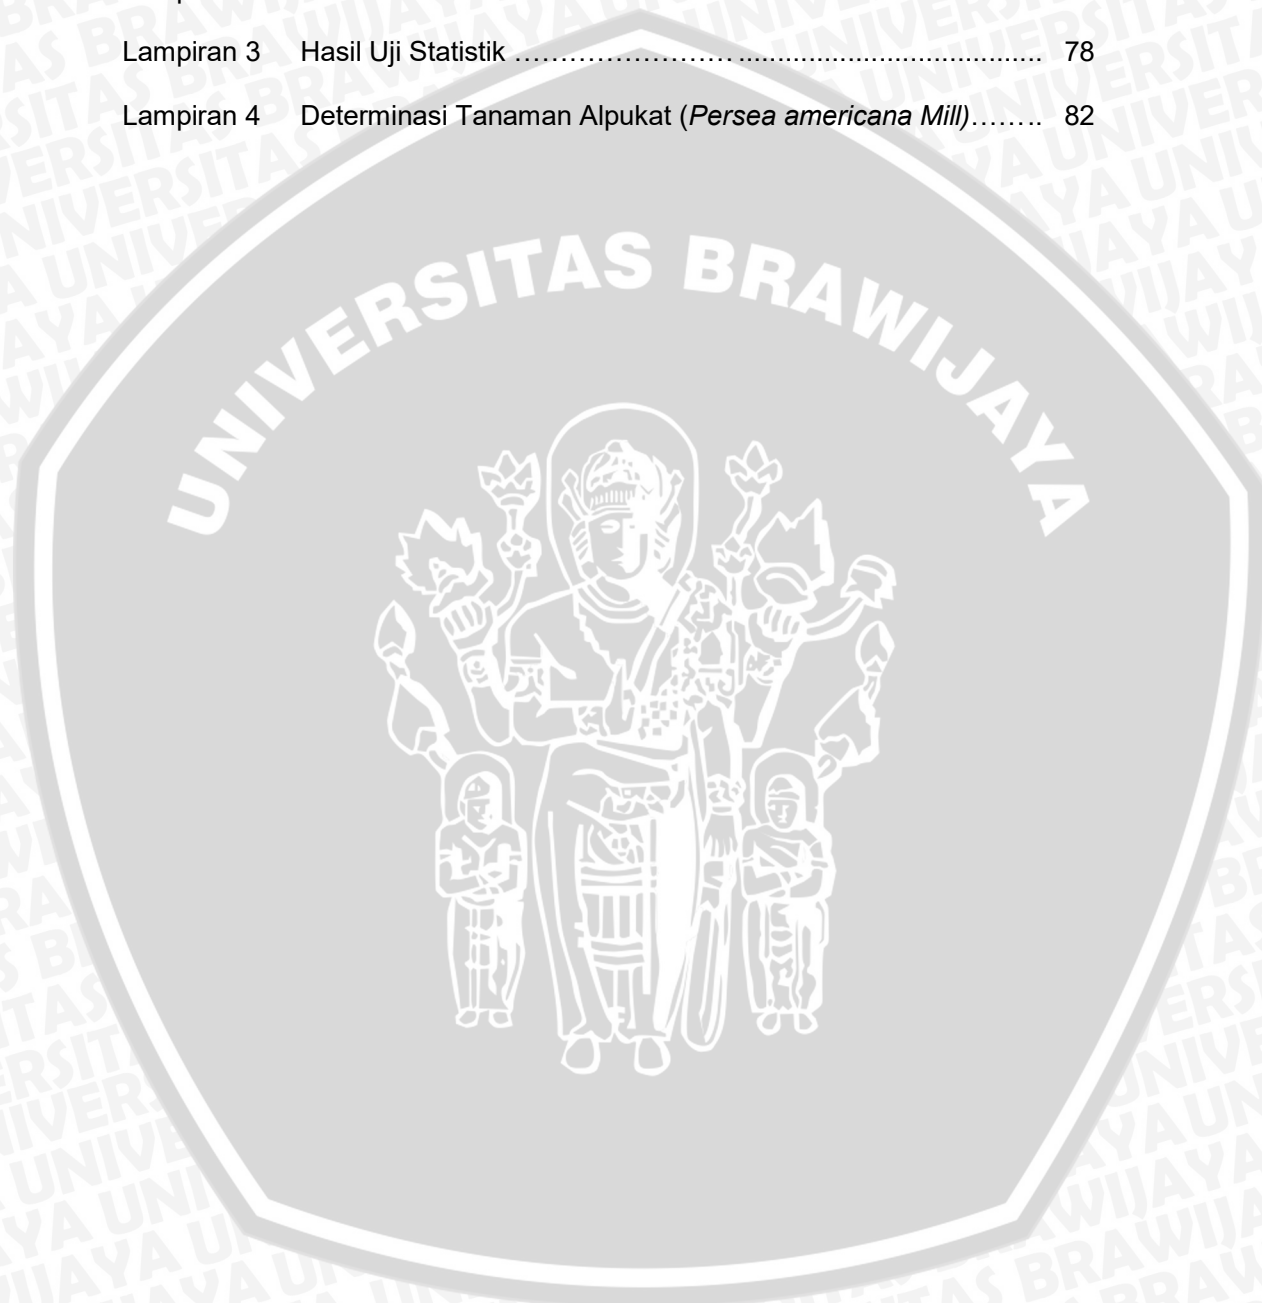 Lampiran 3 Hasil Uji Statistik ……………………....................................... 78
Lampiran 4 Determinasi Tanaman Alpukat (Persea americana Mill)…….. 82
UNIVERSITAS BRAWIJAYA